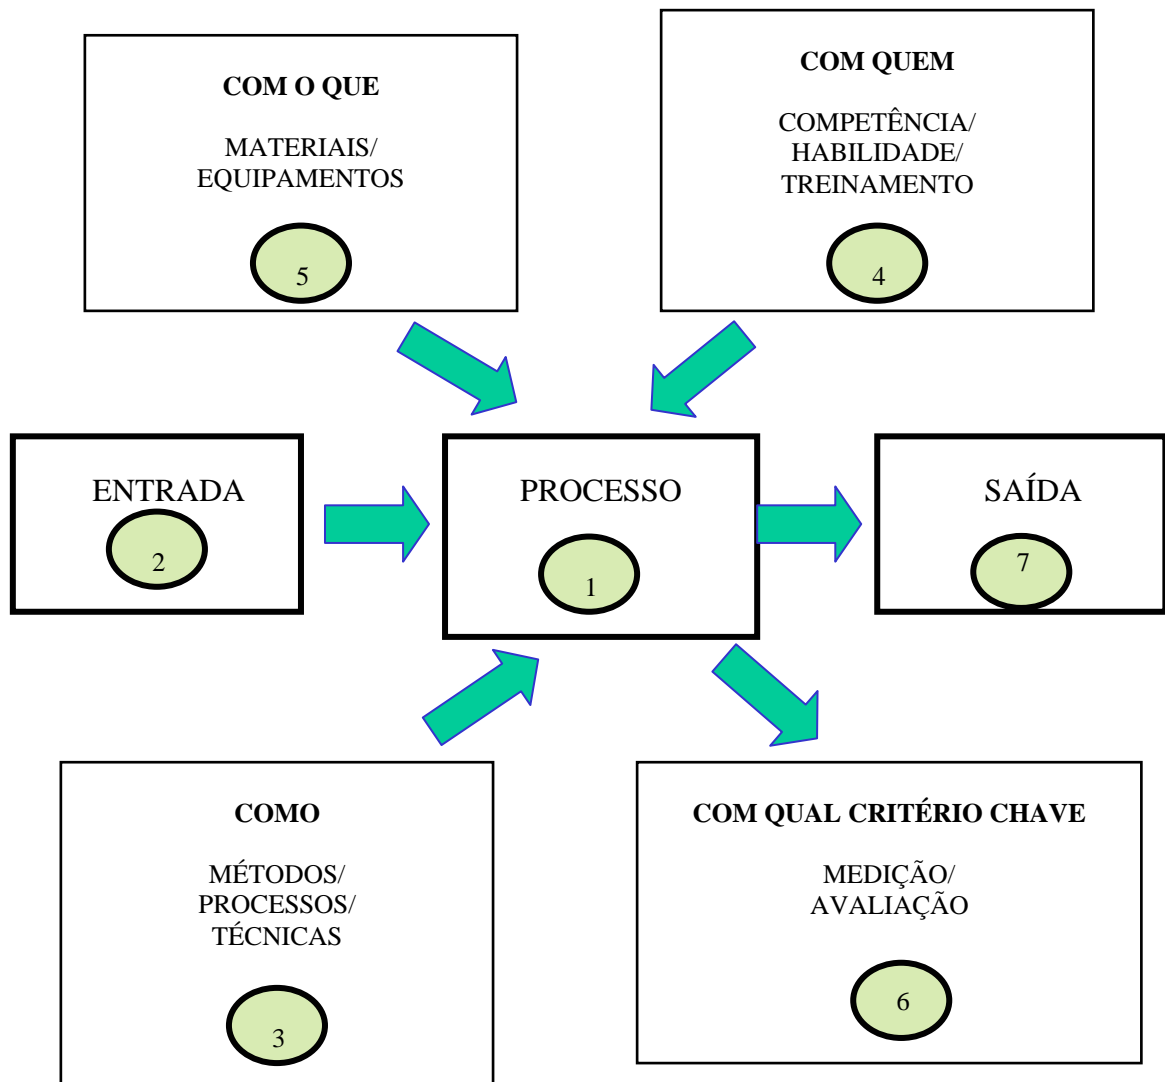 COM O QUE
MATERIAIS/
EQUIPAMENTOS
5
COM QUEM
COMPETÊNCIA/
HABILIDADE/
TREINAMENTO
4
ENTRADA
2
PROCESSO
1
SAÍDA
7
COMO
MÉTODOS/
PROCESSOS/
TÉCNICAS
3
COM QUAL CRITÉRIO CHAVE
MEDIÇÃO/
AVALIAÇÃO
6